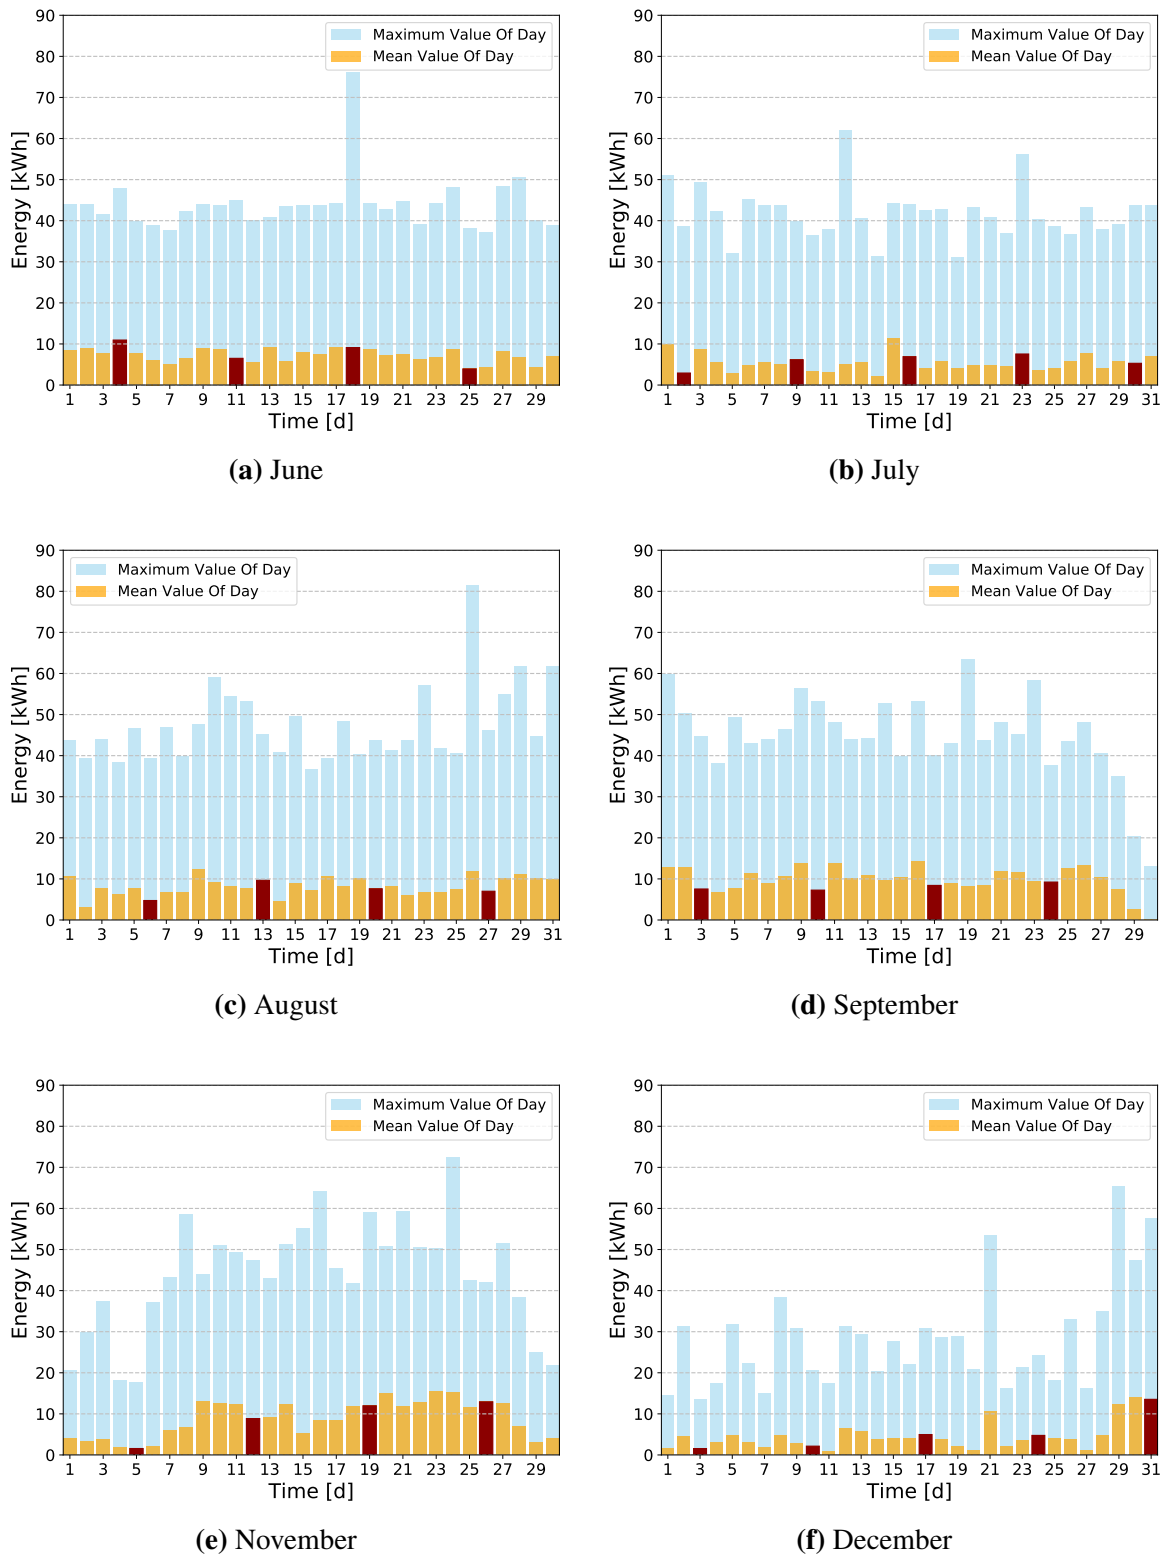 90
80
70
60
50
40
30
20
10
0
Energy [kWh]
Maximum Value Of Day
Mean Value Of Day
1 3 5 7 9 11 13 15 17 19 21 23 25 27 29
Time [d]
(a) June
90
80
70
60
50
40
30
20
10
0
Energy [kWh]
Maximum Value Of Day
Mean Value Of Day
1 3 5 7 9 11 13 15 17 19 21 23 25 27 29 31
Time [d]
(b) July
90
80
70
60
50
40
30
20
10
0
Energy [kWh]
Maximum Value Of Day
Mean Value Of Day
1 3 5 7 9 11 13 15 17 19 21 23 25 27 29 31
Time [d]
(c) August
90
80
70
60
50
40
30
20
10
0
Energy [kWh]
Maximum Value Of Day
Mean Value Of Day
1 3 5 7 9 11 13 15 17 19 21 23 25 27 29
Time [d]
(d) September
90
80
70
60
50
40
30
20
10
0
Energy [kWh]
Maximum Value Of Day
Mean Value Of Day
1 3 5 7 9 11 13 15 17 19 21 23 25 27 29
Time [d]
(e) November
90
80
70
60
50
40
30
20
10
0
Energy [kWh]
Maximum Value Of Day
Mean Value Of Day
1 3 5 7 9 11 13 15 17 19 21 23 25 27 29 31
Time [d]
(f) December